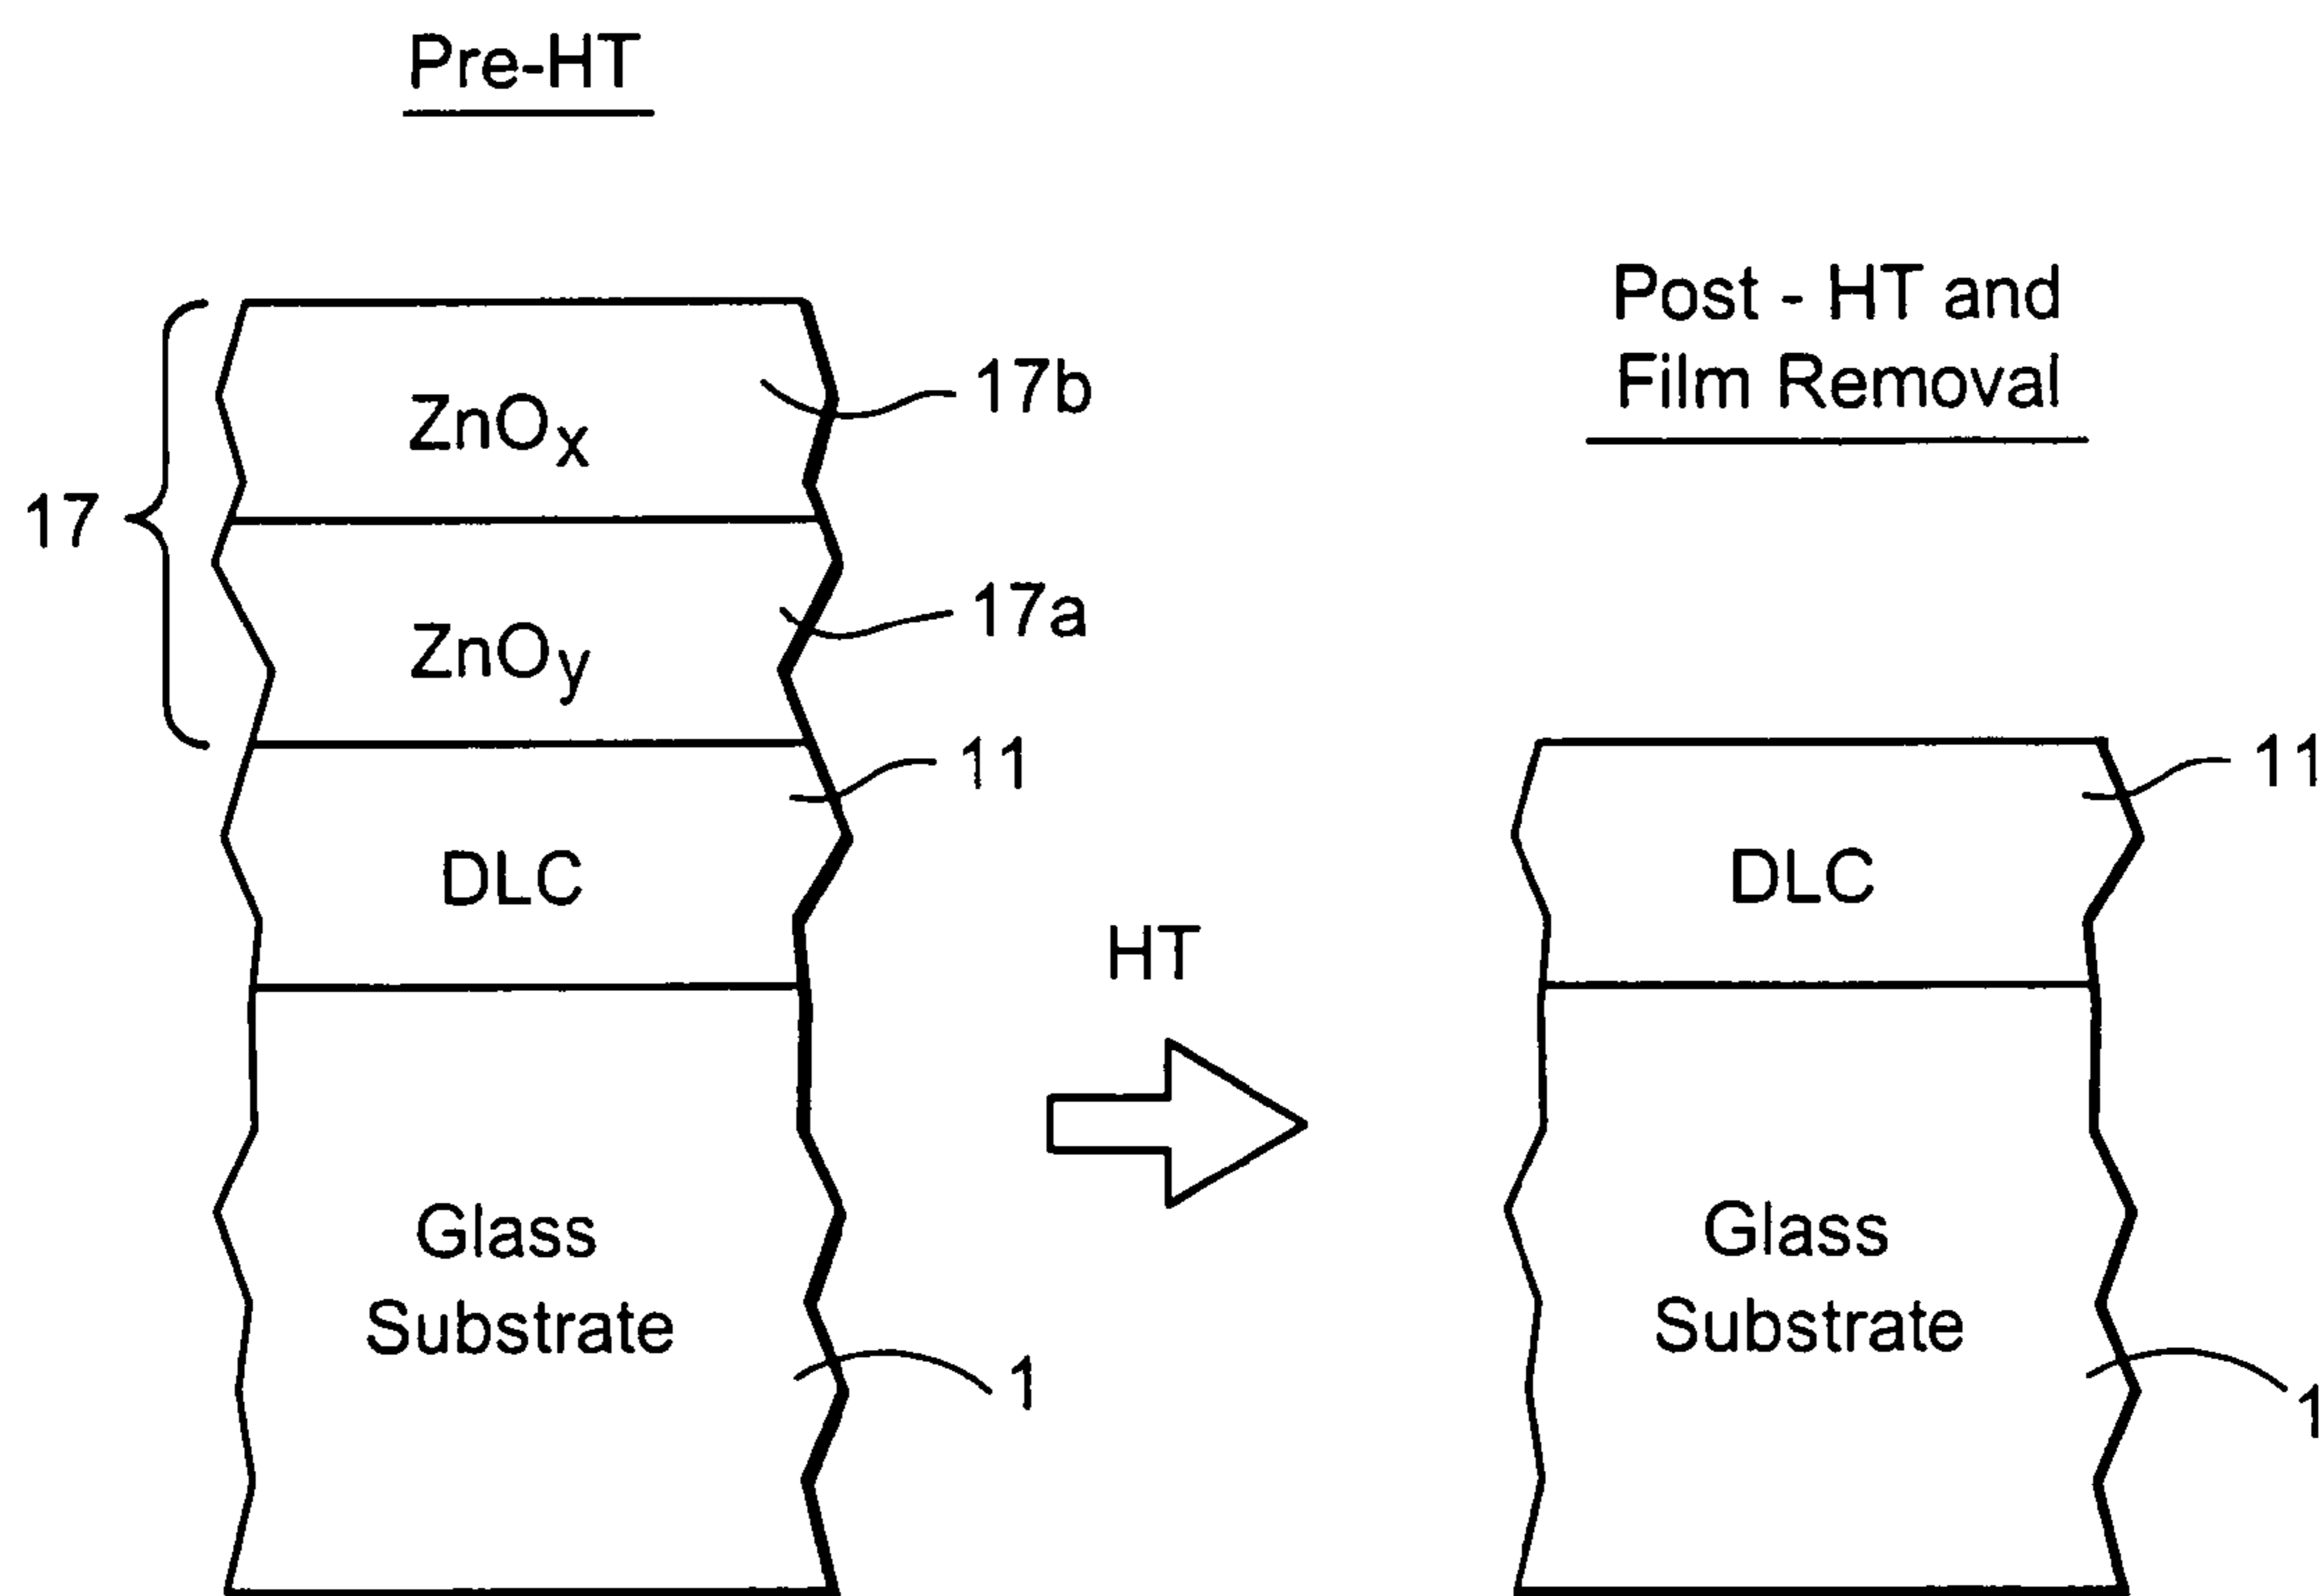 Pre-HT
Post - HT and
Film Removal
ZnOx
17b
17
ZnOy
17a
11
DLC
HT
Glass
Substrate
1
11
DLC
Glass
Substrate
1